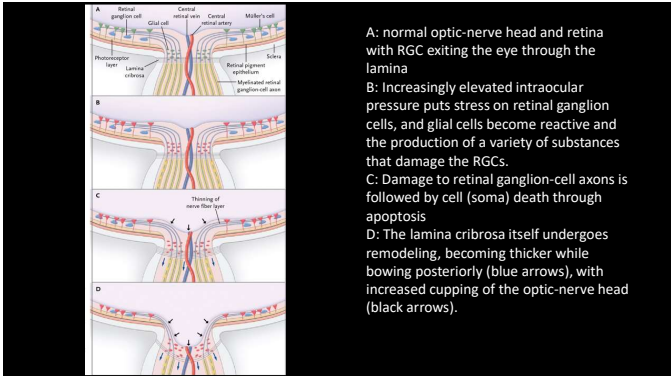 A
Retinal
ganglion cell
Glial cell
Central
retinal vein
Central
retinal artery
Müller's cell
Photoreceptor
layer
Lamina
cribrosa
Retinal pigment
epithelium
Sclera
Myelinated retinal
ganglion-cell axon
B
C
Thinning of
nerve fiber layer
D
A: normal optic-nerve head and retina
with RGC exiting the eye through the
lamina
B: Increasingly elevated intraocular
pressure puts stress on retinal ganglion
cells, and glial cells become reactive and
the production of a variety of substances
that damage the RGCs.
C: Damage to retinal ganglion-cell axons is
followed by cell (soma) death through
apoptosis
D: The lamina cribrosa itself undergoes
remodeling, becoming thicker while
bowing posteriorly (blue arrows), with
increased cupping of the optic-nerve head
(black arrows).